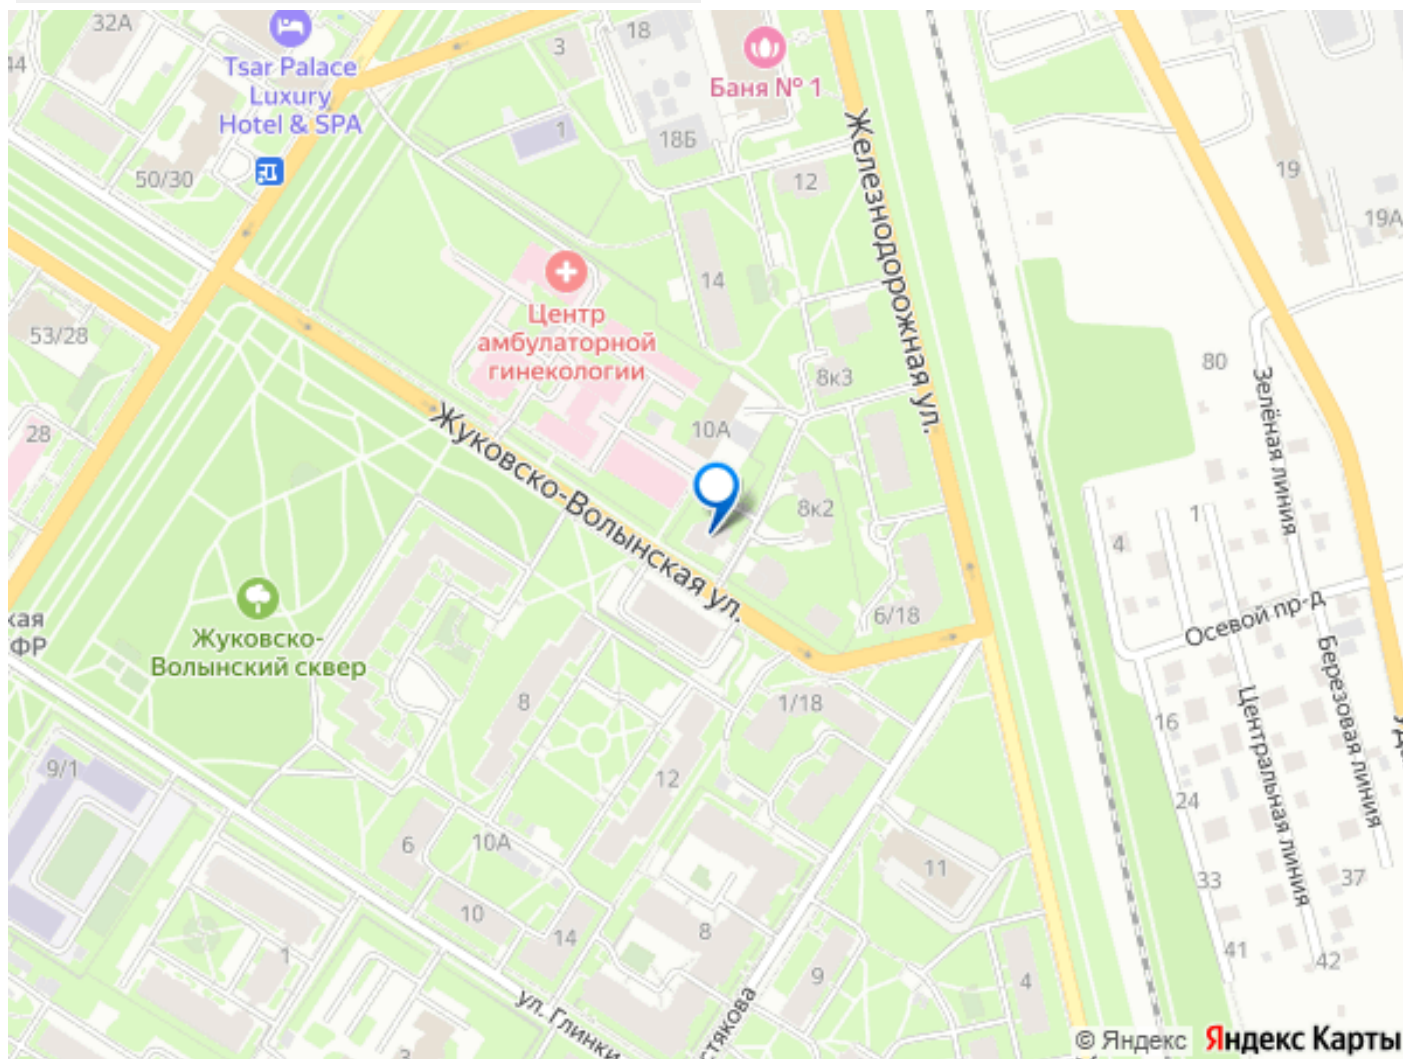 32А
44
Tsar Palace
Luxury
Hotel & SPA
50/30
3
18
Баня № 1
1
18Б
12
Железнодорожная ул.
19
19А
14
Центр
амбулаторной
гинекологии
53/28
28
8к3
10А
80
Зелёная линия
Жуковско-Волынская ул.
8к2
1
4
6/18
Осевой пр-д
кая
ФР
Жуковско-
Волынский сквер
8
1/18
16
Центральная линия
Березовая линия
9/1
12
24
6
10А
11
33
37
10
14
8
9
4
41
42
1
ул. Глинки
стякова
3
© Яндекс
Яндекс Карты